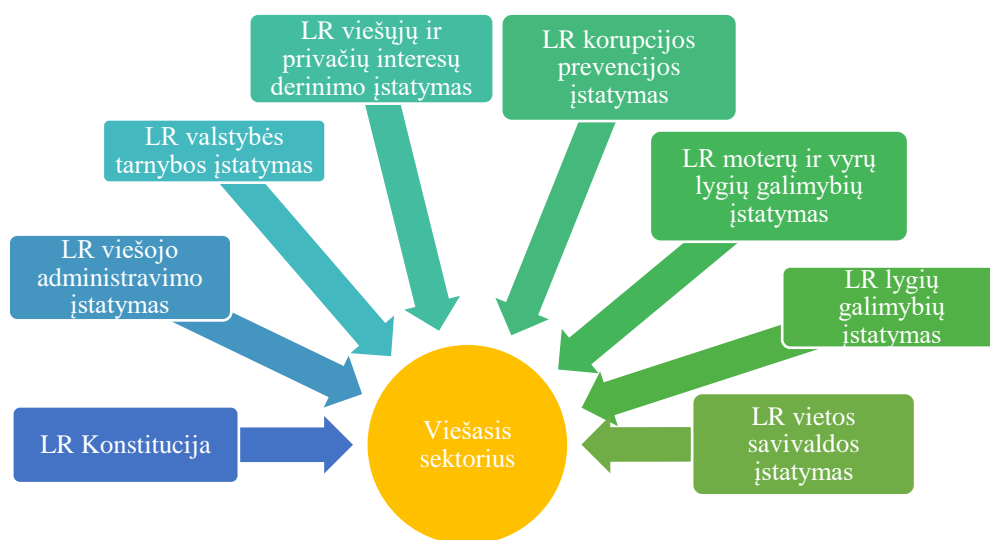 LR viešųjų ir
privačių interesų
derinimo įstatymas
LR korupcijos
prevencijos
įstatymas
LR valstybės
tarnybos įstatymas
LR moterų ir vyrų
lygių galimybių
įstatymas
LR viešojo
administravimo
įstatymas
LR lygių
galimybių
įstatymas
LR Konstitucija
Viešasis
sektorius
LR vietos
savivaldos
įstatymas